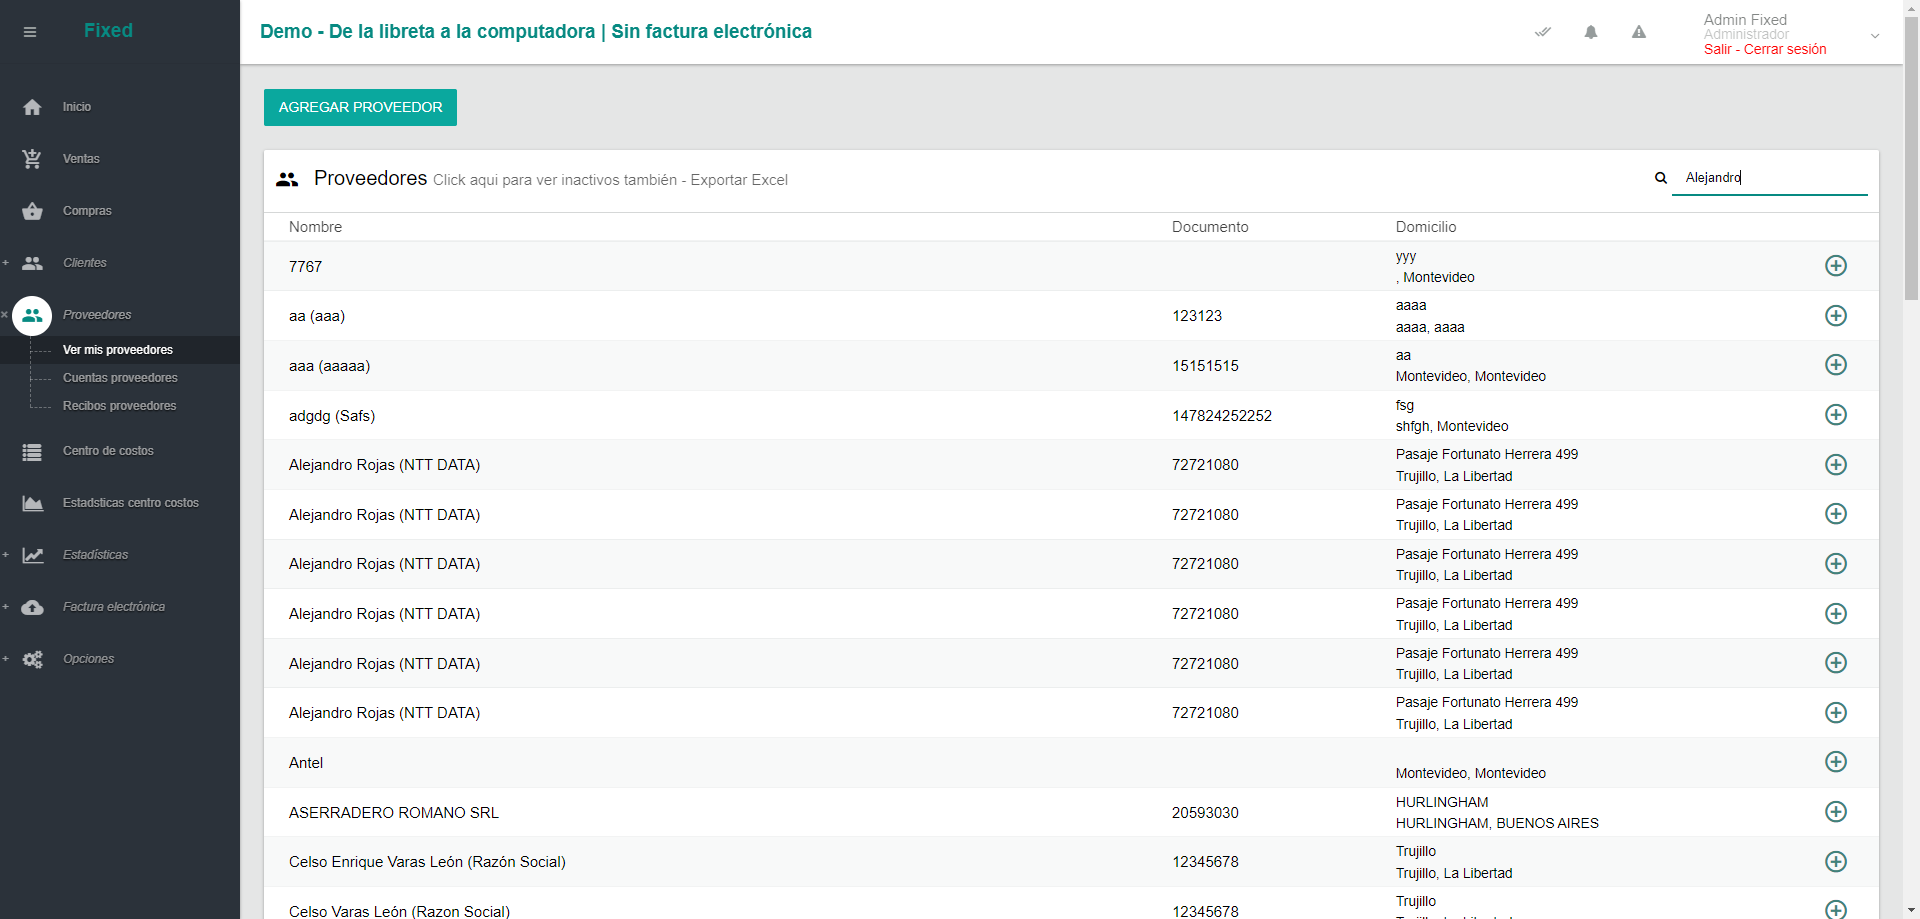 Fixed
Demo - De la libreta a la computadora | Sin factura electrónica
Admin Fixed
Administrador
Salir - Cerrar sesión
Inicio
Ventas
Compras
Clientes
Proveedores
Ver mis proveedores
Cuentas proveedores
Recibos proveedores
Centro de costos
Estadsticas centro costos
Estadísticas
Factura electrónica
Opciones
AGREGAR PROVEEDOR
Proveedores Click aqui para ver inactivos también - Exportar Excel
Alejandro
Nombre Documento Domicilio
7767 yyy
, Montevideo
aa (aaa) 123123 aaaa
aaaa, aaaa
aaa (aaaaa) 15151515 aa
Montevideo, Montevideo
adgdg (Safs) 147824252252 fsg
shfgh, Montevideo
Alejandro Rojas (NTT DATA) 72721080 Pasaje Fortunato Herrera 499
Trujillo, La Libertad
Alejandro Rojas (NTT DATA) 72721080 Pasaje Fortunato Herrera 499
Trujillo, La Libertad
Alejandro Rojas (NTT DATA) 72721080 Pasaje Fortunato Herrera 499
Trujillo, La Libertad
Alejandro Rojas (NTT DATA) 72721080 Pasaje Fortunato Herrera 499
Trujillo, La Libertad
Alejandro Rojas (NTT DATA) 72721080 Pasaje Fortunato Herrera 499
Trujillo, La Libertad
Alejandro Rojas (NTT DATA) 72721080 Pasaje Fortunato Herrera 499
Trujillo, La Libertad
Antel
Montevideo, Montevideo
ASERRADERO ROMANO SRL 20593030 HURLINGHAM
HURLINGHAM, BUENOS AIRES
Celso Enrique Varas León (Razón Social) 12345678 Trujillo
Trujillo, La Libertad
Celso Varas León (Razon Social) 12345678 Trujillo